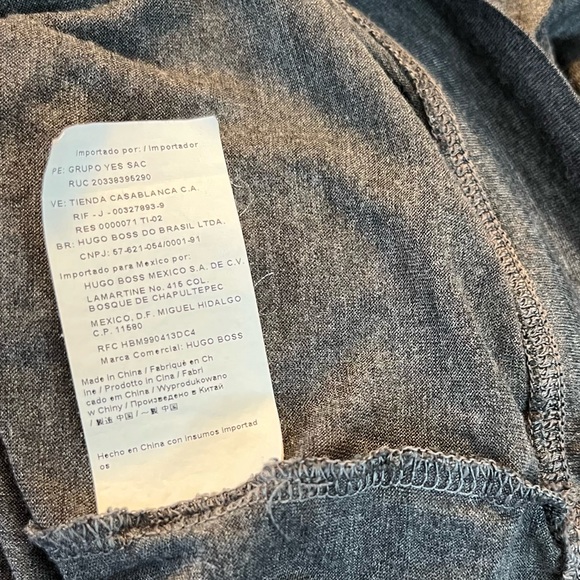 Importado por: / Importador
PE: GRUPO YES SAC
RUC 20338395290
VE: TIENDA CASABLANCA C.A.
RIF - J - 00327893-9
RES 0000071 TI-02
BR: HUGO BOSS DO BRASIL LTDA.
CNPJ: 57-621-054/0001-91
Importado para Mexico por:
HUGO BOSS MEXICO S.A. DE C.V.
LAMARTINE No. 415 COL.
BOSQUE DE CHAPULTEPEC
MEXICO, D.F. MIGUEL HIDALGO
C.P. 11580
RFC HBM990413DC4
Marca Comercial: HUGO BOSS
Made in China / Fabriqué en Ch
ine / Prodotto in Cina / Fabri
cado em China / Wyprodukowano
w Chiny / Произведено в Китай
中国 / 中国
Hecho en China con insumos importad
os